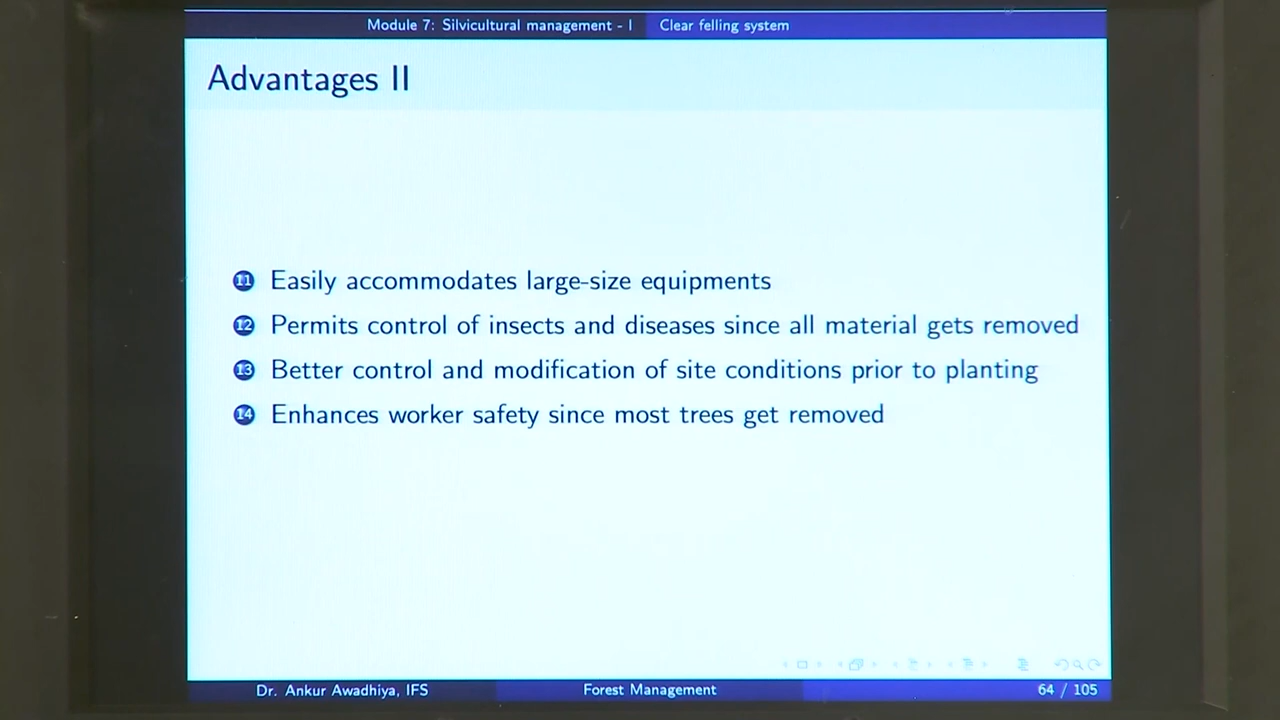 Module 7: Silvicultural management - I Clear felling system
Advantages II
11 Easily accommodates large-size equipments
12 Permits control of insects and diseases since all material gets removed
13 Better control and modification of site conditions prior to planting
14 Enhances worker safety since most trees get removed
Dr. Ankur Awadhiya, IFS Forest Management 64 / 105